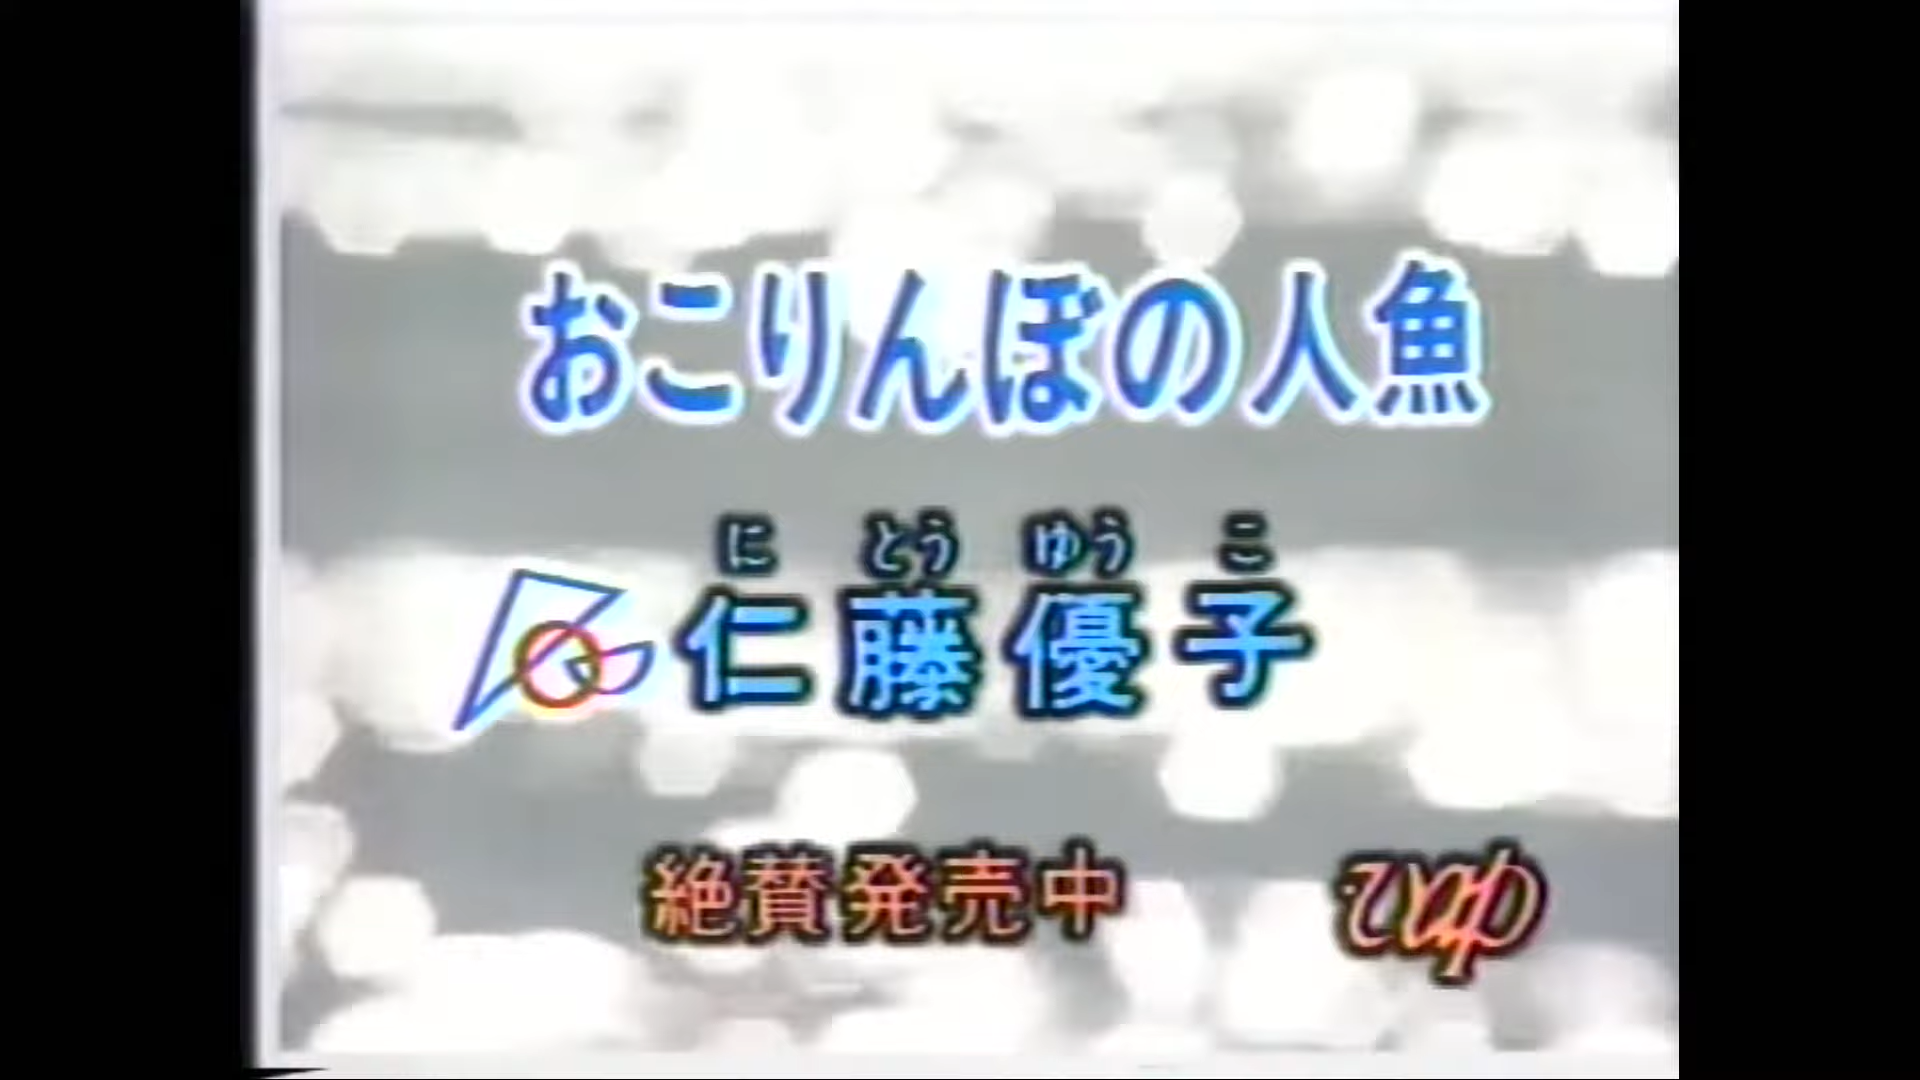 おこりんぼの人魚
に とう ゆう こ
仁藤優子
絶賛発売中
vap